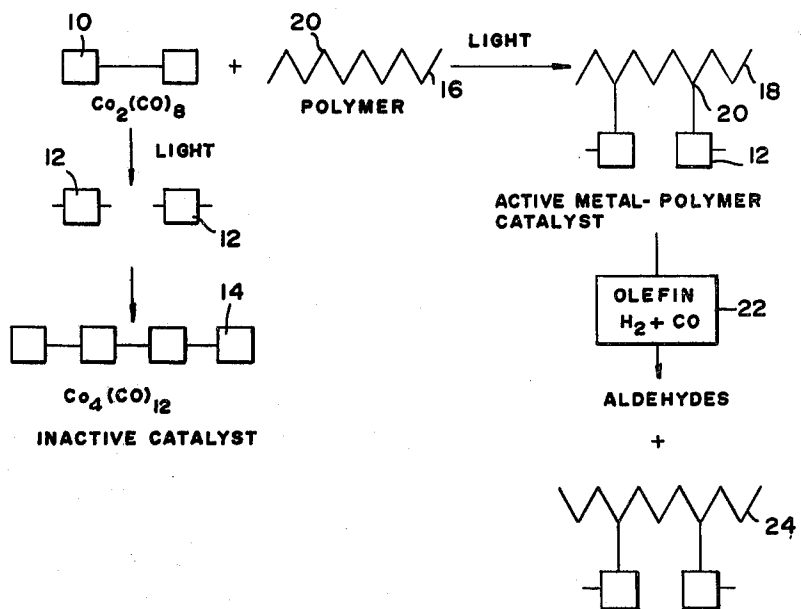 10
20
+
LIGHT
16
18
20
Co₂(CO)₈
POLYMER
LIGHT
12
12
12
ACTIVE METAL-POLYMER
CATALYST
14
OLEFIN
H₂ + CO
22
Co₄(CO)₁₂
ALDEHYDES
INACTIVE CATALYST
+
24